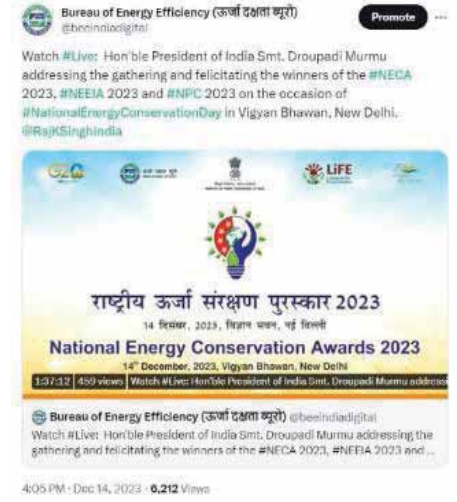 Bureau of Energy Efficiency (ऊर्जा दक्षता ब्यूरो)
@beeindiadigital
Promote
Watch #Live: Hon'ble President of India Smt. Droupadi Murmu
addressing the gathering and felicitating the winners of the #NECA
2023, #NEEIA 2023 and #NPC 2023 on the occasion of
#NationalEnergyConservationDay in Vigyan Bhawan, New Delhi.
@RajKSinghIndia
G20
LiFE
राष्ट्रीय ऊर्जा संरक्षण पुरस्कार 2023
14 दिसंबर, 2023, विज्ञान भवन, नई दिल्ली
National Energy Conservation Awards 2023
14th December, 2023, Vigyan Bhawan, New Delhi
1:37:12 459 views Watch #Live: Hon'ble President of India Smt. Droupadi Murmu address
Bureau of Energy Efficiency (ऊर्जा दक्षता ब्यूरो) @beeindiadigital
Watch #Live: Hon'ble President of India Smt. Droupadi Murmu addressing the
gathering and felicitating the winners of the #NECA 2023, #NEEIA 2023 and ...
4:05 PM · Dec 14, 2023 · 6,212 Views